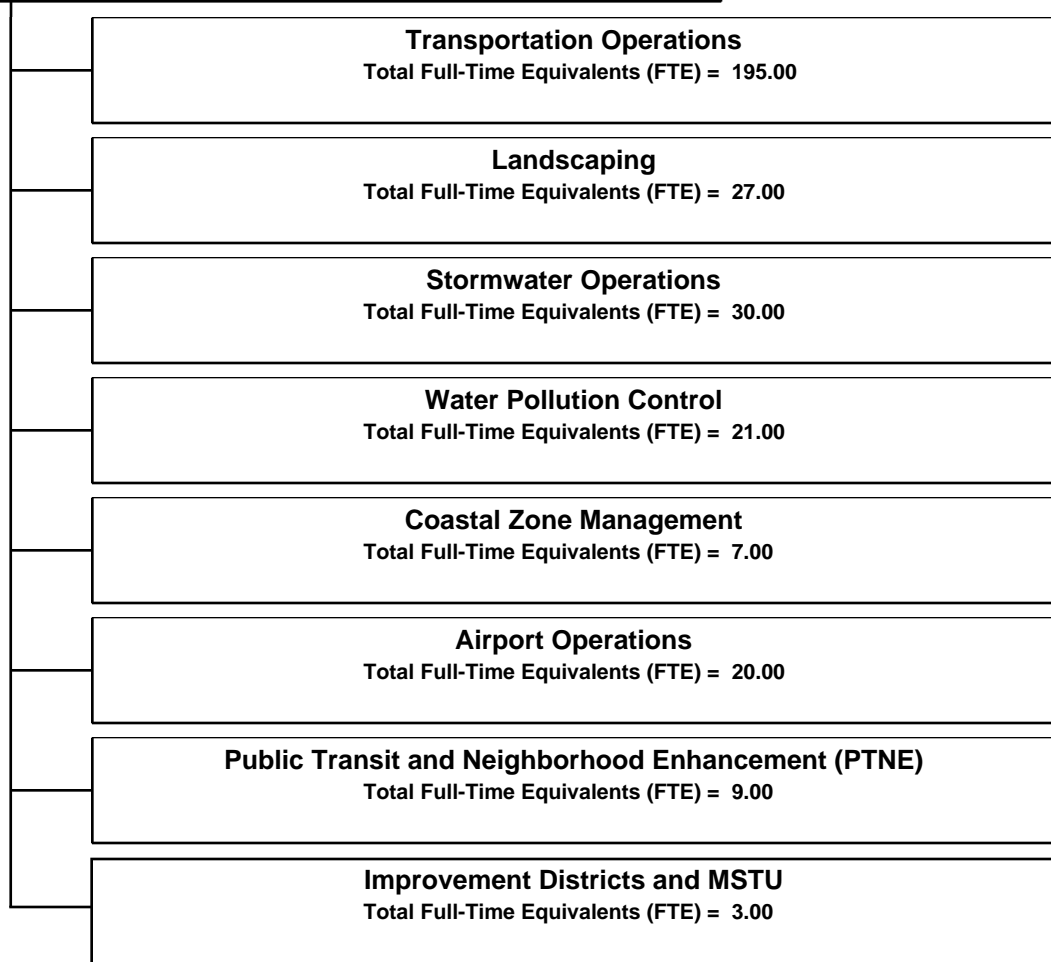 Transportation Operations
Total Full-Time Equivalents (FTE) = 195.00
Landscaping
Total Full-Time Equivalents (FTE) = 27.00
Stormwater Operations
Total Full-Time Equivalents (FTE) = 30.00
Water Pollution Control
Total Full-Time Equivalents (FTE) = 21.00
Coastal Zone Management
Total Full-Time Equivalents (FTE) = 7.00
Airport Operations
Total Full-Time Equivalents (FTE) = 20.00
Public Transit and Neighborhood Enhancement (PTNE)
Total Full-Time Equivalents (FTE) = 9.00
Improvement Districts and MSTU
Total Full-Time Equivalents (FTE) = 3.00